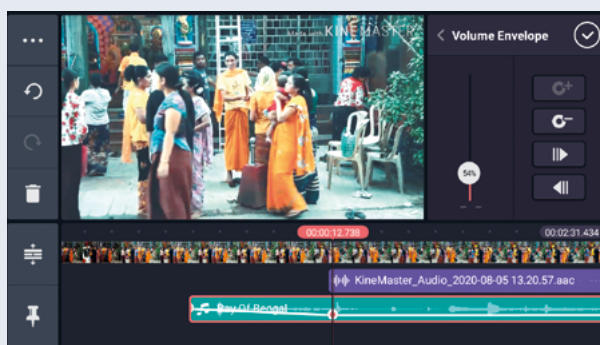 Made with KINEMASTER
Volume Envelope
54%
00:00:12.738
00:02:31.434
KineMaster_Audio_2020-08-05 13.20.57.aac
Bay Of Bengal